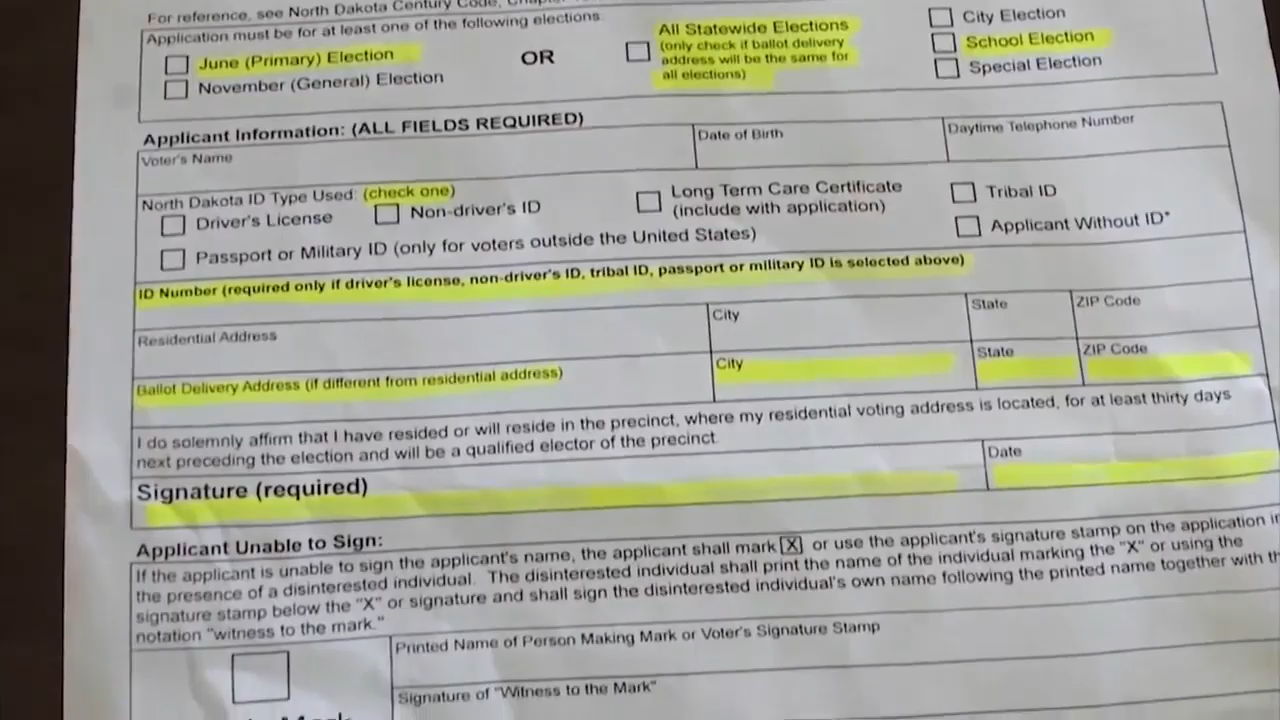 For reference, see North Dakota Century Code,
Application must be for at least one of the following elections.
June (Primary) Election
November (General) Election
OR
All Statewide Elections
(only check if ballot delivery
address will be the same for
all elections)
City Election
School Election
Special Election
Applicant Information: (ALL FIELDS REQUIRED)
Voter's Name
Date of Birth
Daytime Telephone Number
North Dakota ID Type Used: (check one)
Driver's License
Non-driver's ID
Long Term Care Certificate
(include with application)
Tribal ID
Passport or Military ID (only for voters outside the United States)
Applicant Without ID*
ID Number (required only if driver's license, non-driver's ID, tribal ID, passport or military ID is selected above)
Residential Address
City
State
ZIP Code
Ballot Delivery Address (if different from residential address)
City
State
ZIP Code
I do solemnly affirm that I have resided or will reside in the precinct, where my residential voting address is located, for at least thirty days
next preceding the election and will be a qualified elector of the precinct.
Signature (required)
Date
Applicant Unable to Sign:
If the applicant is unable to sign the applicant's name, the applicant shall mark [X] or use the applicant's signature stamp on the application in
the presence of a disinterested individual. The disinterested individual shall print the name of the individual marking the "X" or using the
signature stamp below the "X" or signature and shall sign the disinterested individual's own name following the printed name together with
notation "witness to the mark."
Printed Name of Person Making Mark or Voter's Signature Stamp
Signature of "Witness to the Mark"